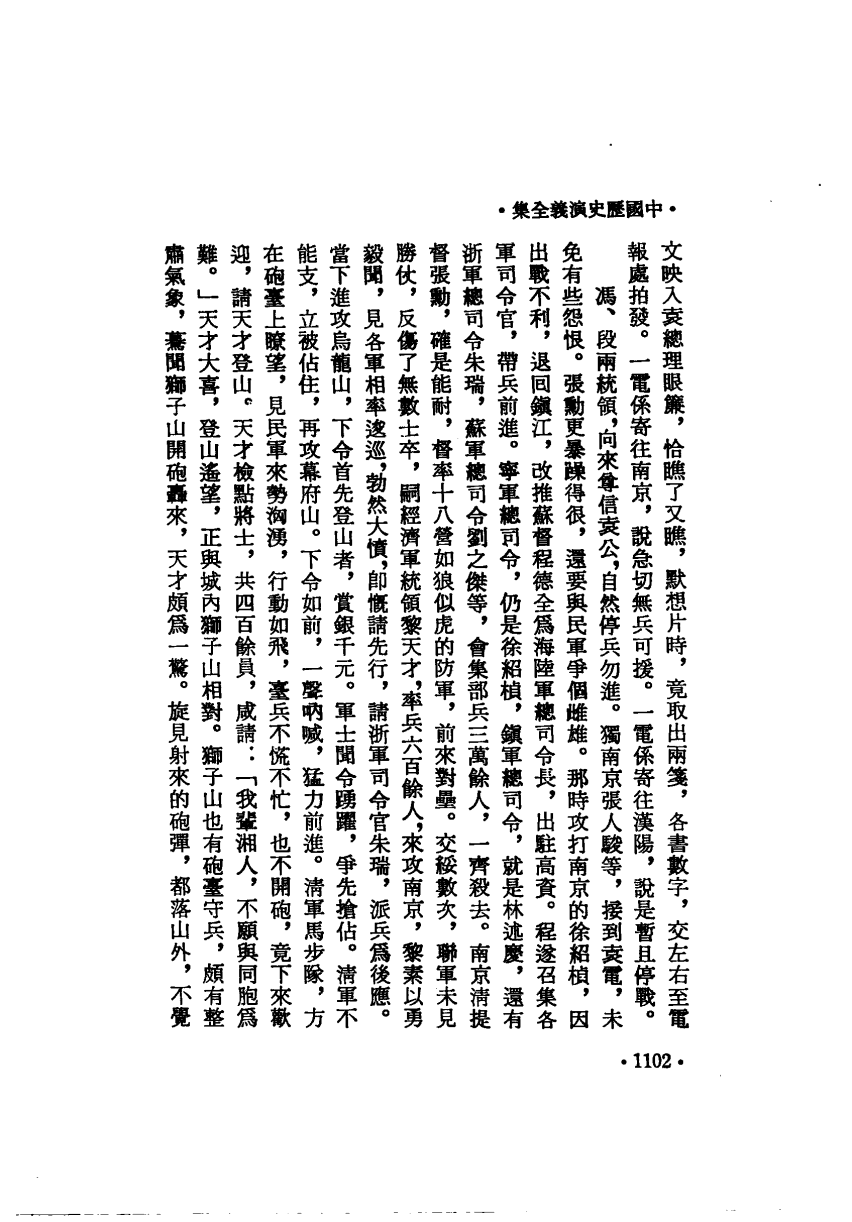 •中國歷史演義全集•
文映入袁總理眼簾，恰瞧了又瞧，默想片時，竟取出兩箋，各書數字，交左右至電
報處拍發。一電係寄往南京，說急切無兵可援。一電係寄往漢陽，說是暫且停戰。
馮、段兩統領，向來尊信袁公，自然停兵勿進。獨南京張人駿等，接到袁電，未
免有些怨恨。張勳更暴躁得很，還要與民軍爭個雌雄。那時攻打南京的徐紹楨，因
出戰不利，退回鎭江，改推蘇督程德全爲海陸軍總司令長，出駐高資。程遂召集各
軍司令官，帶兵前進。寧軍總司令，仍是徐紹楨，鎭軍總司令，就是林述慶，還有
浙軍總司令朱瑞，蘇軍總司令劉之傑等，會集部兵三萬餘人，一齊殺去。南京清提
督張勳，確是能耐，督率十八營如狼似虎的防軍，前來對壘。交綏數次，聯軍未見
勝仗，反傷了無數士卒，嗣經濟軍統領黎天才，率兵六百餘人，來攻南京，黎素以勇
毅聞，見各軍相率逡巡，勃然大憤，卽慨請先行，請浙軍司令官朱瑞，派兵爲後應。
當下進攻烏龍山，下令首先登山者，賞銀千元。軍士聞令踴躍，爭先搶佔。清軍不
能支，立被佔住，再攻幕府山。下令如前，一聲吶喊，猛力前進。清軍馬步隊，方
在砲臺上瞭望，見民軍來勢洶湧，行動如飛，臺兵不慌不忙，也不開砲，竟下來歡
迎，請天才登山。天才檢點將士，共四百餘員，咸請：「我輩湘人，不願與同胞爲
難。」天才大喜，登山遙望，正與城內獅子山相對。獅子山也有砲臺守兵，頗有整
肅氣象，驀聞獅子山開砲轟來，天才頗爲一驚。旋見射來的砲彈，都落山外，不覺
•1102•